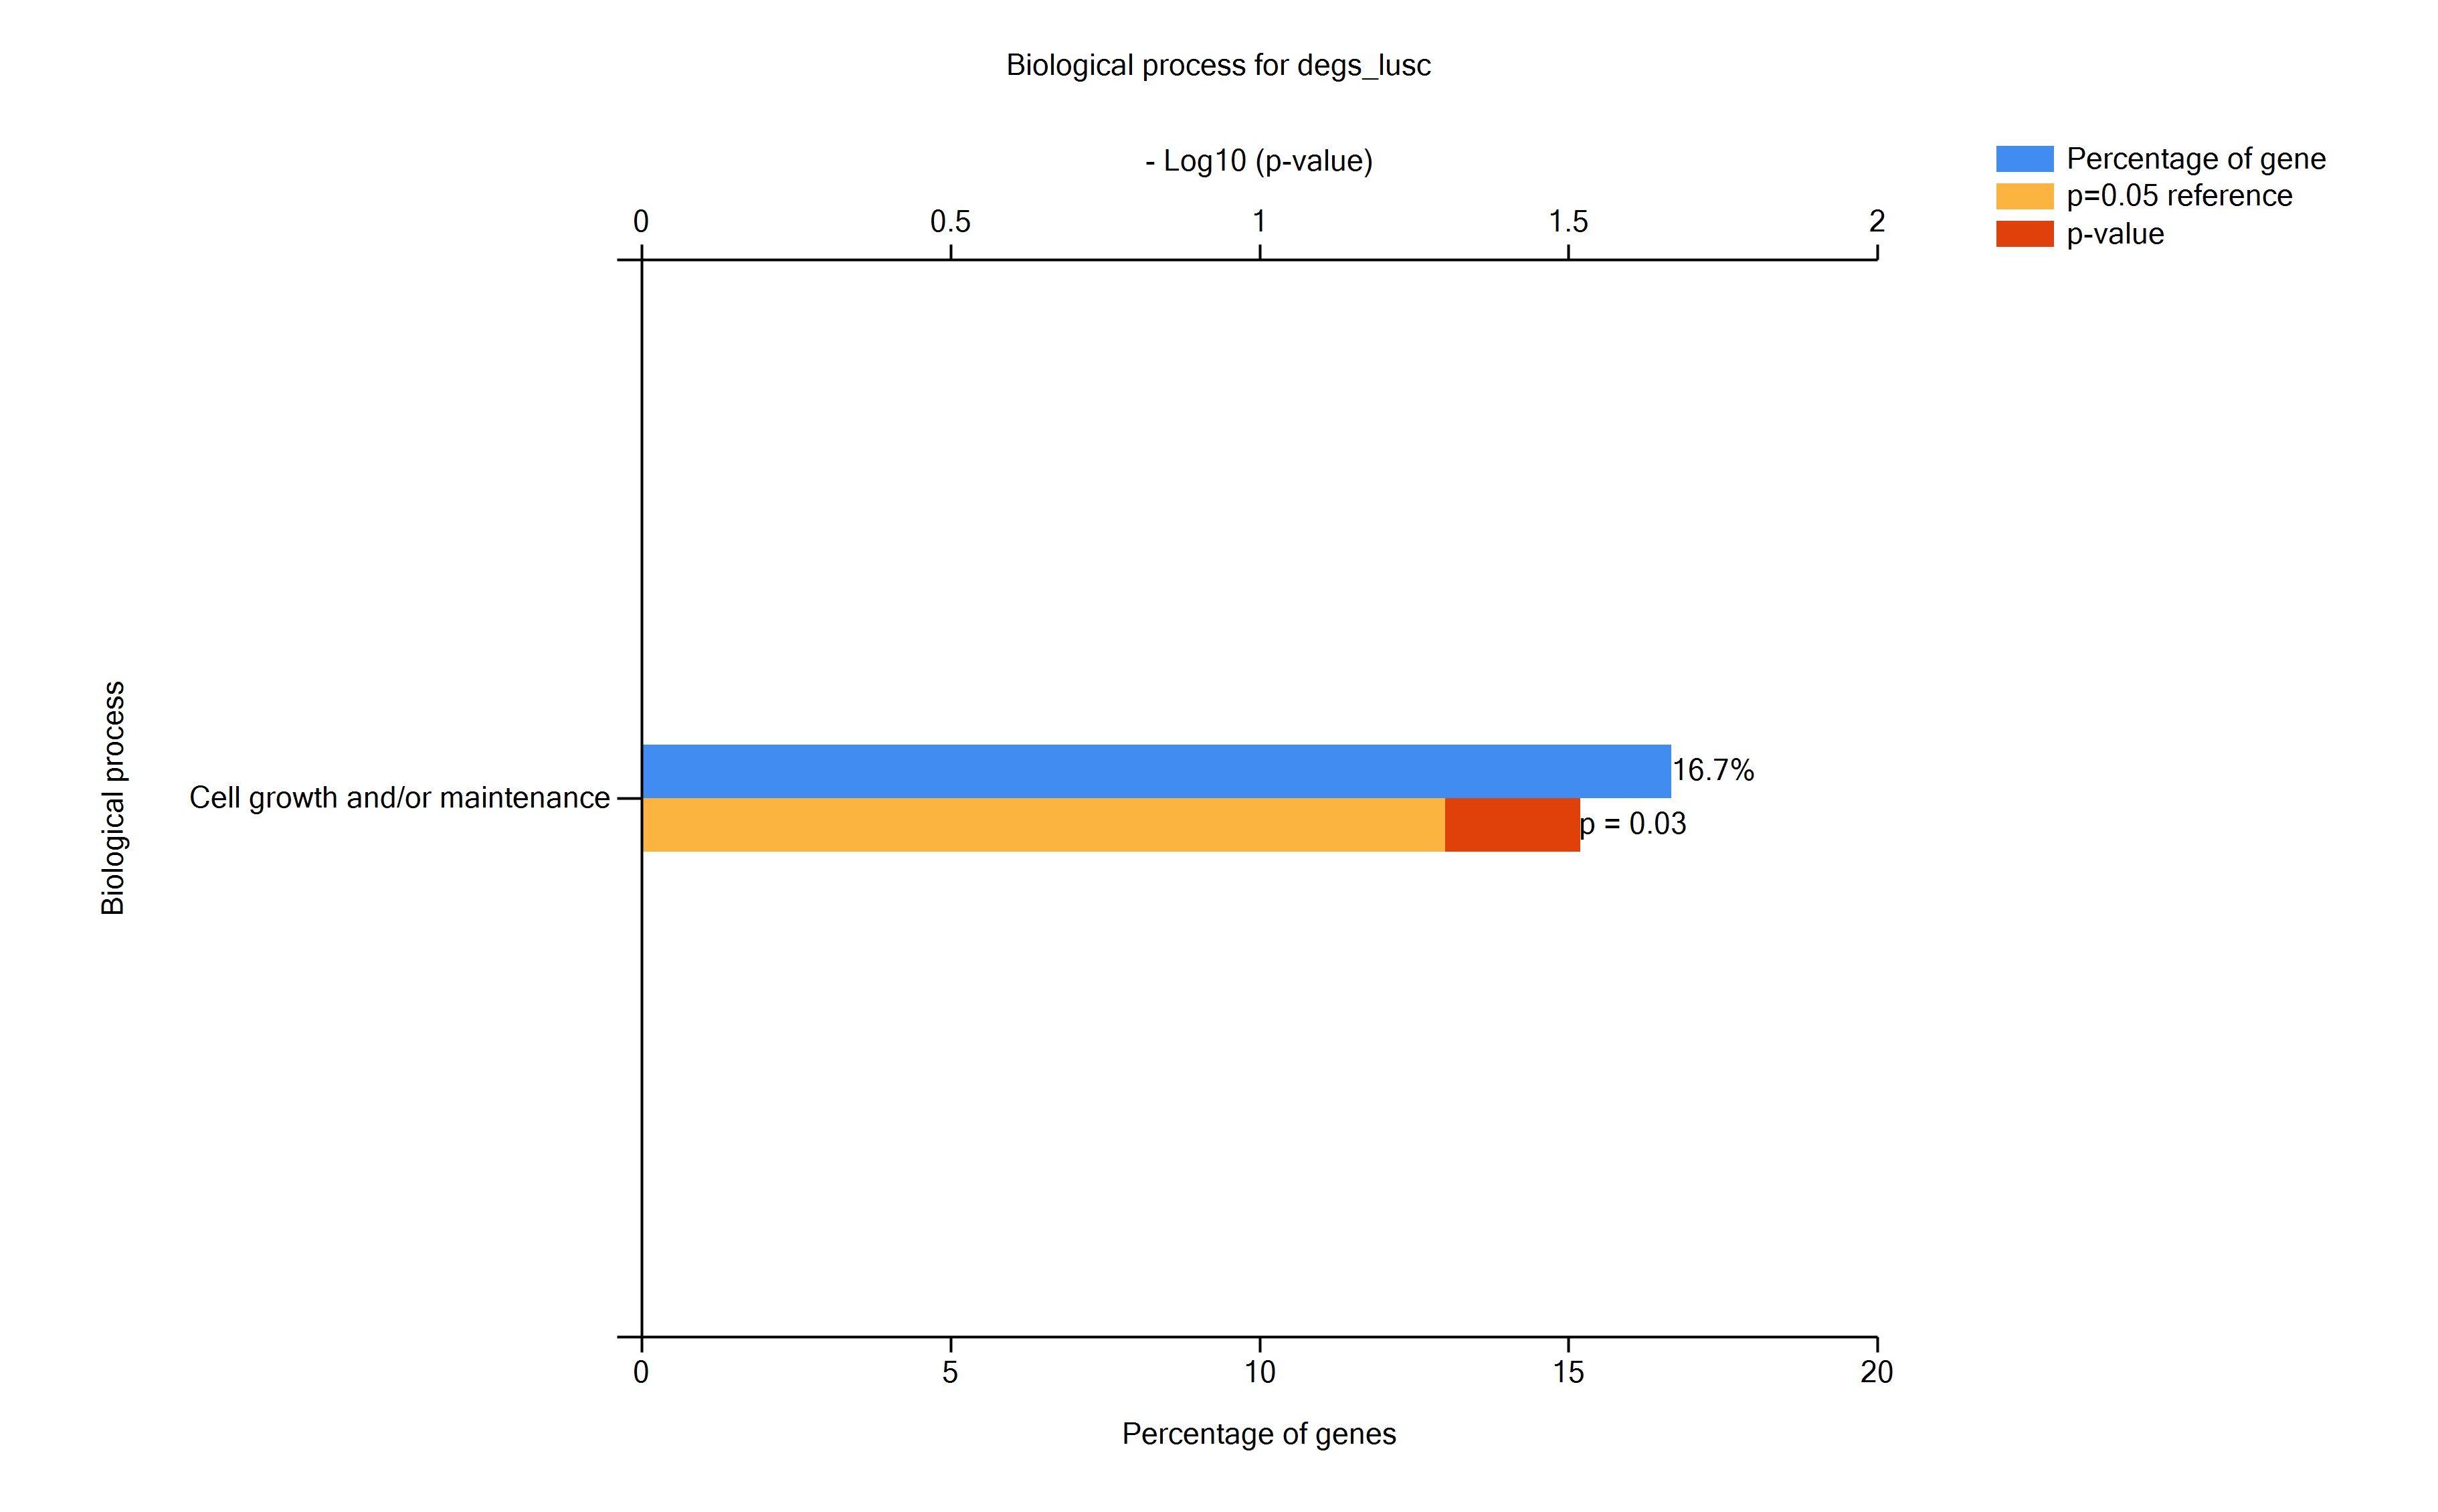 Biological process for degs_lusc
- Log10 (p-value)
Percentage of gene
p=0.05 reference
p-value
0 0.5 1 1.5 2
Biological process
Cell growth and/or maintenance
16.7%
p = 0.03
0 5 10 15 20
Percentage of genes